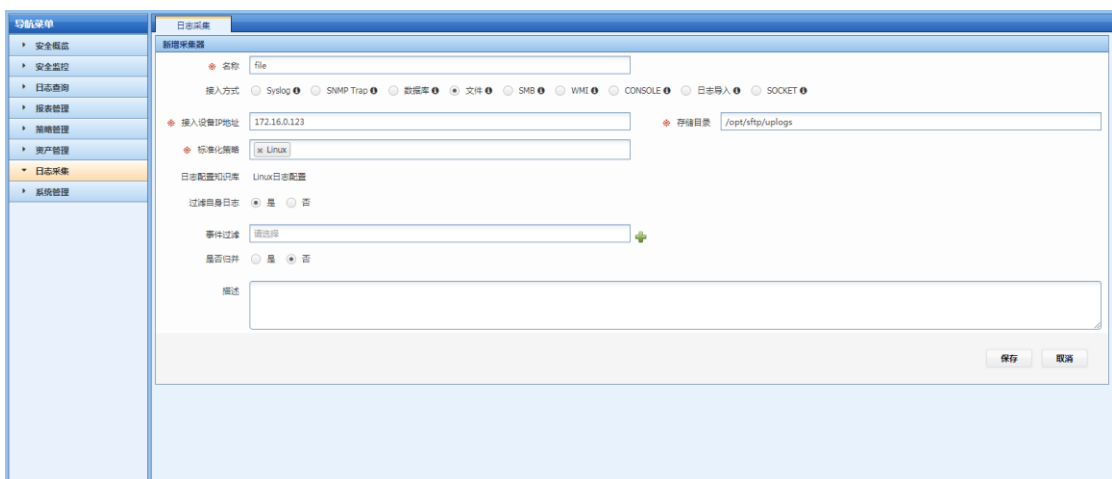 导航菜单
日志采集
安全概览
安全监控
日志查询
报表管理
策略管理
资产管理
日志采集
系统管理
新增采集器
※ 名称 file
接入方式 Syslog SNMP Trap 数据库 文件 SMB WMI CONSOLE 日志导入 SOCKET
※ 接入设备IP地址 172.16.0.123 ※ 存储目录 /opt/sftp/uplogs
※ 标准化策略 × Linux
日志配置知识库 Linux日志配置
过滤自身日志 是 否
事件过滤 请选择
是否归并 是 否
描述
保存 取消